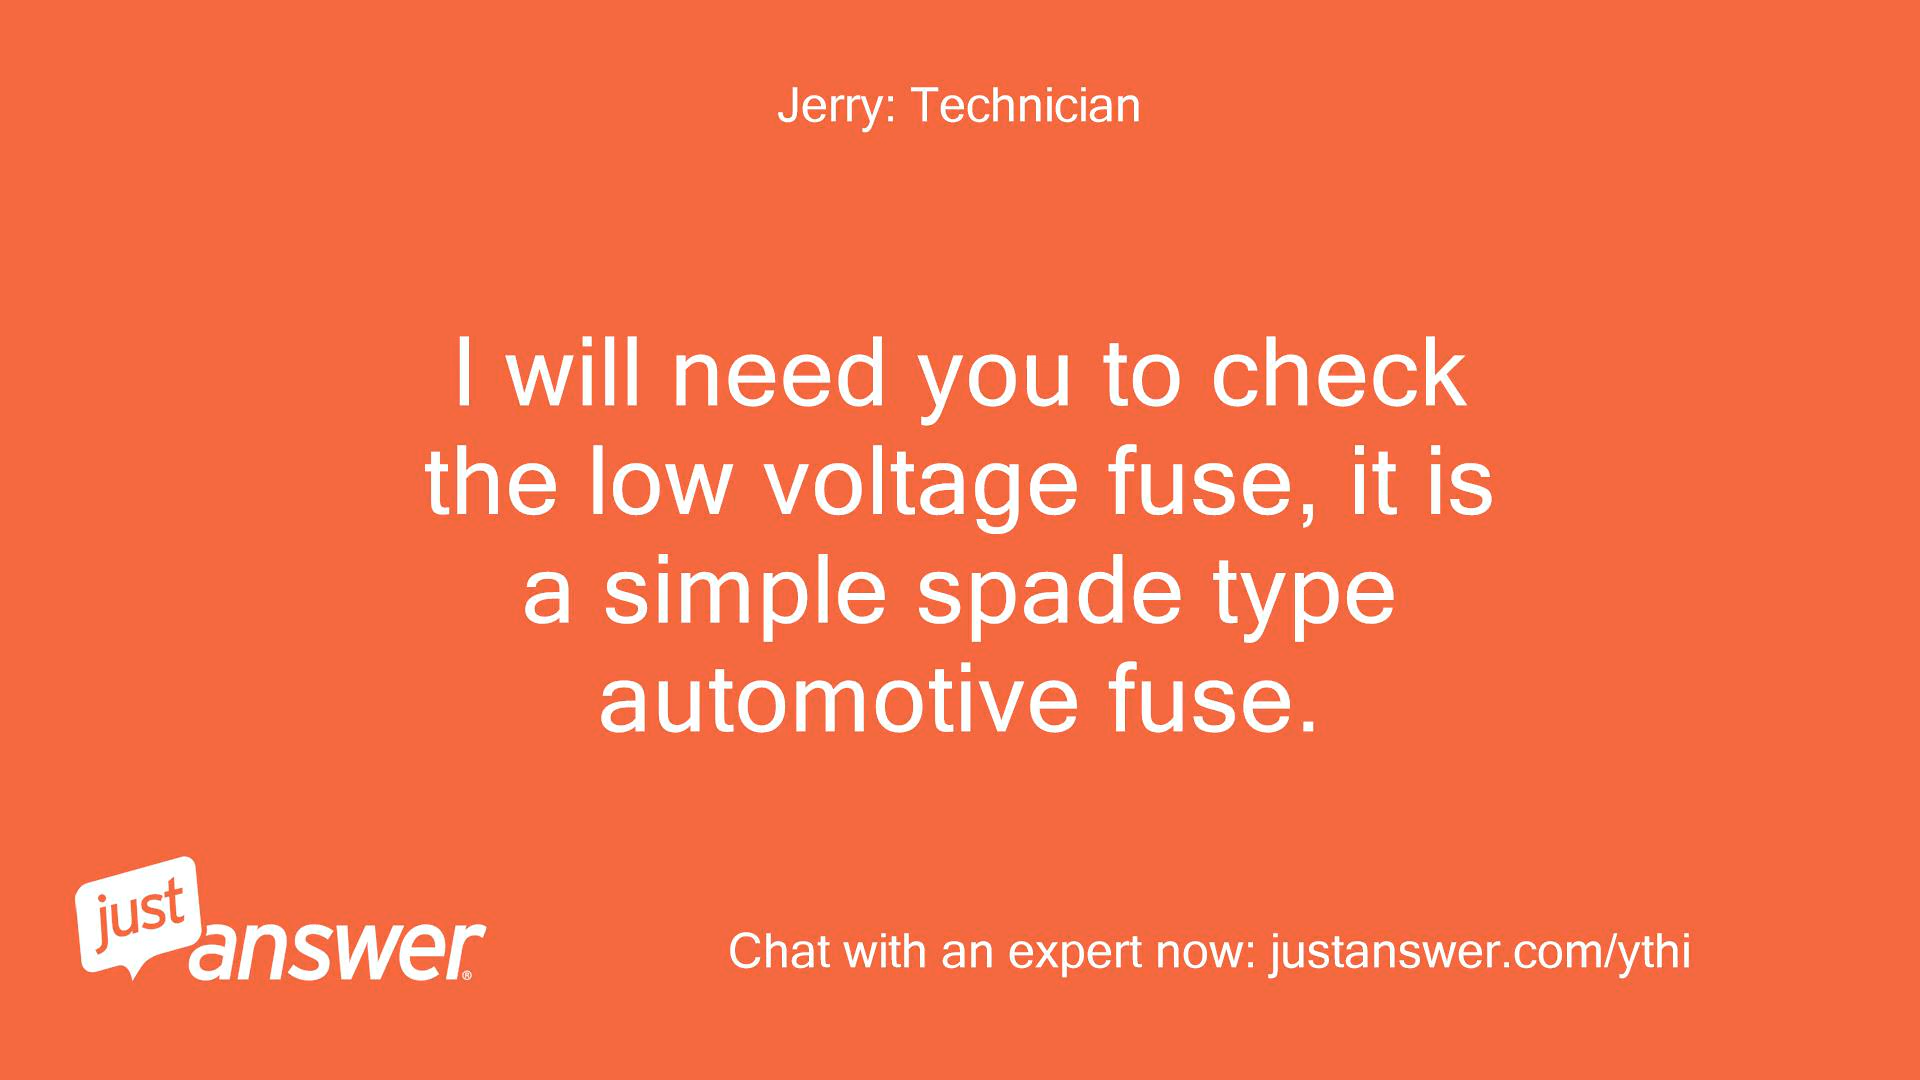 Jerry: Technician
I will need you to check
the low voltage fuse, it is
a simple spade type
automotive fuse.
just
answer®
Chat with an expert now: justanswer.com/ythi